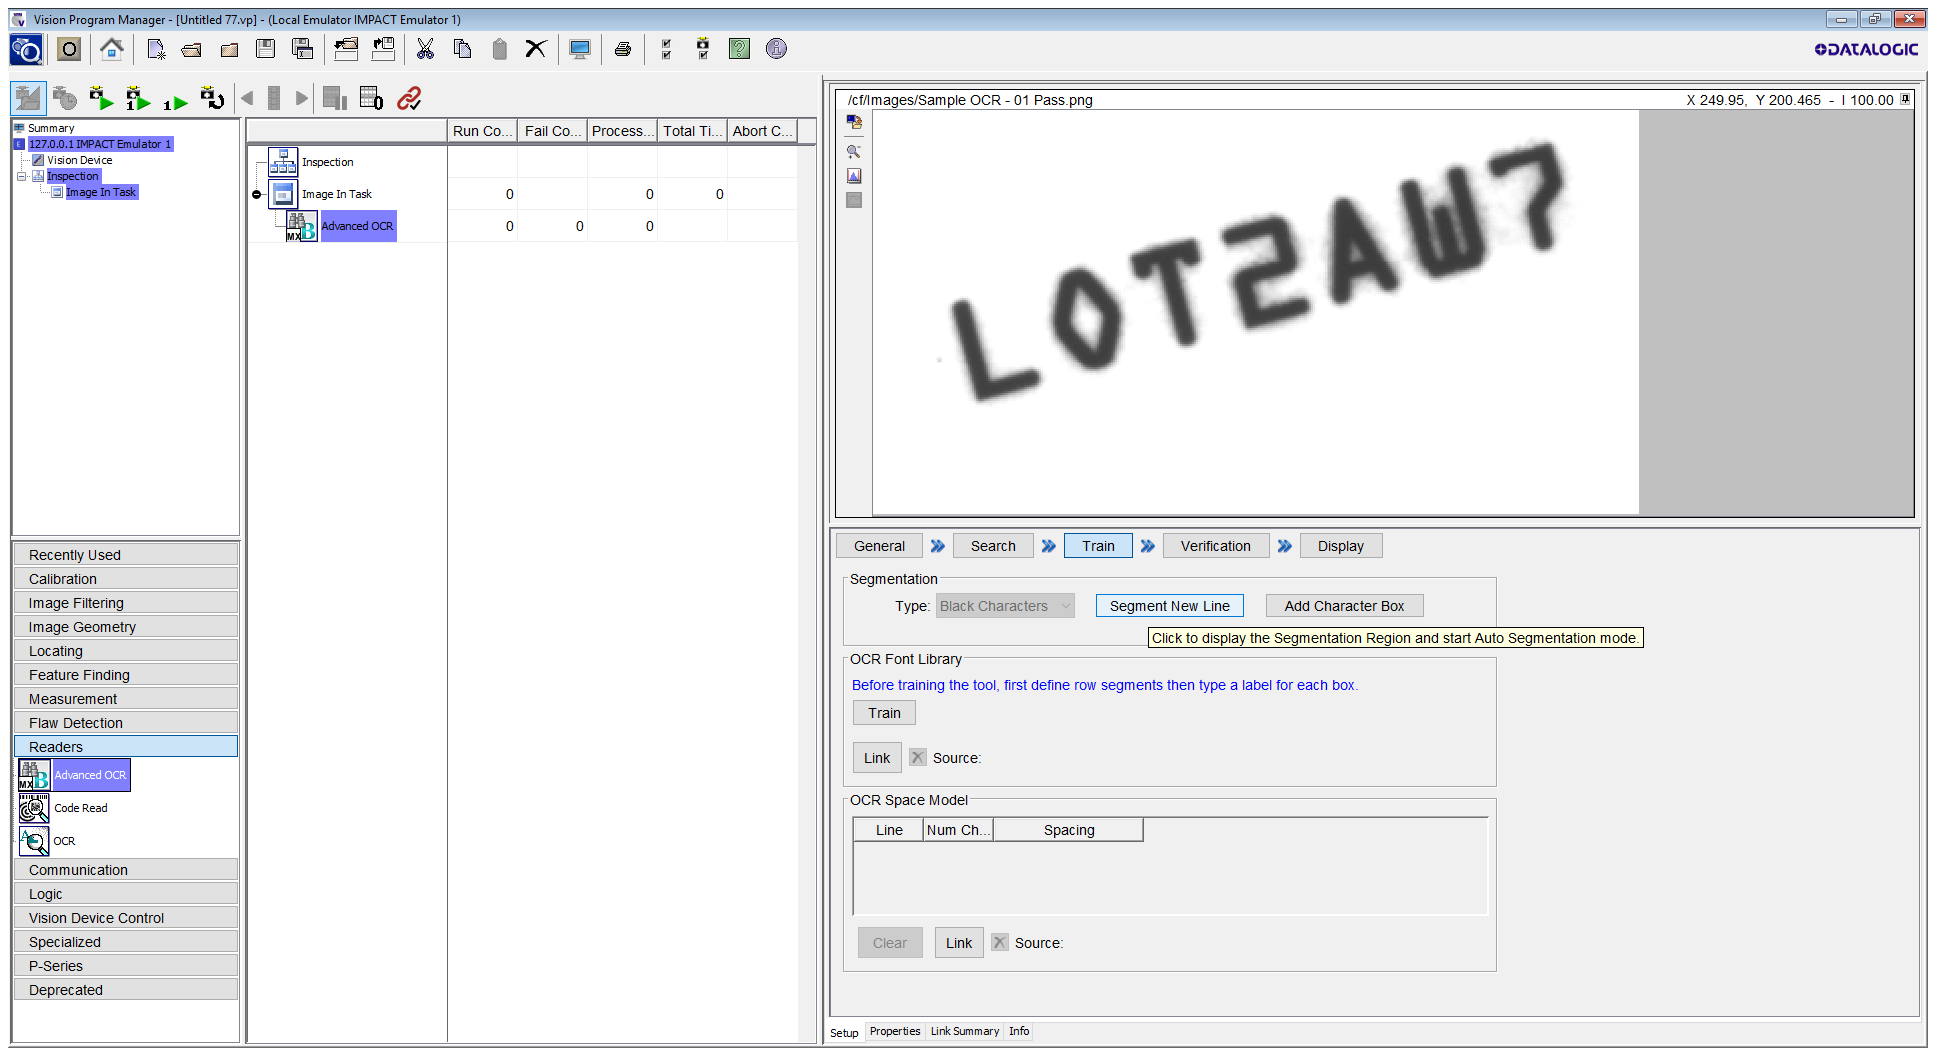 Vision Program Manager - [Untitled 77.vp] - (Local Emulator IMPACT Emulator 1)
DATALOGIC
Summary
127.0.0.1 IMPACT Emulator 1
Vision Device
Inspection
Image In Task
Run Co... Fail Co... Process... Total Ti... Abort C...
Inspection
Image In Task 0 0 0
MX B Advanced OCR 0 0 0
/cf/Images/Sample OCR - 01 Pass.png X 249.95, Y 200.465 - I 100.00
LOT2AW7
Recently Used
Calibration
Image Filtering
Image Geometry
Locating
Feature Finding
Measurement
Flaw Detection
Readers
MX B Advanced OCR
Code Read
OCR
Communication
Logic
Vision Device Control
Specialized
P-Series
Deprecated
General Search Train Verification Display
Segmentation
Type: Black Characters Segment New Line Add Character Box
Click to display the Segmentation Region and start Auto Segmentation mode.
OCR Font Library
Before training the tool, first define row segments then type a label for each box.
Train
Link Source:
OCR Space Model
Line Num Ch... Spacing
Clear Link Source:
Setup Properties Link Summary Info